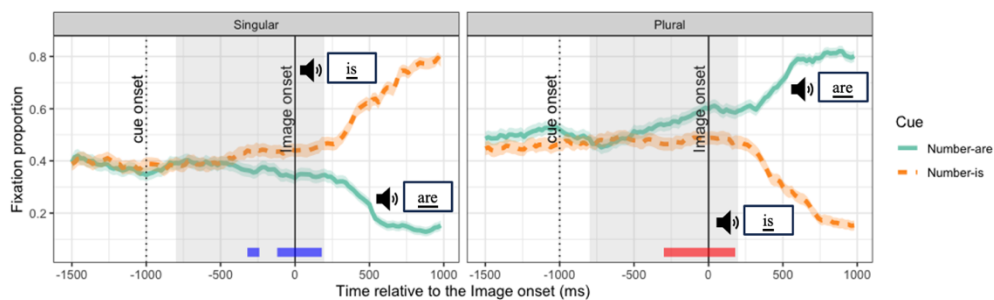 Singular
Plural
Fixation proportion
0.8
0.6
0.4
0.2
cue onset
Image onset
is
are
cue onset
Image onset
are
is
Cue
Number-are
Number-is
-1500 -1000 -500 0 500 1000
-1500 -1000 -500 0 500 1000
Time relative to the Image onset (ms)